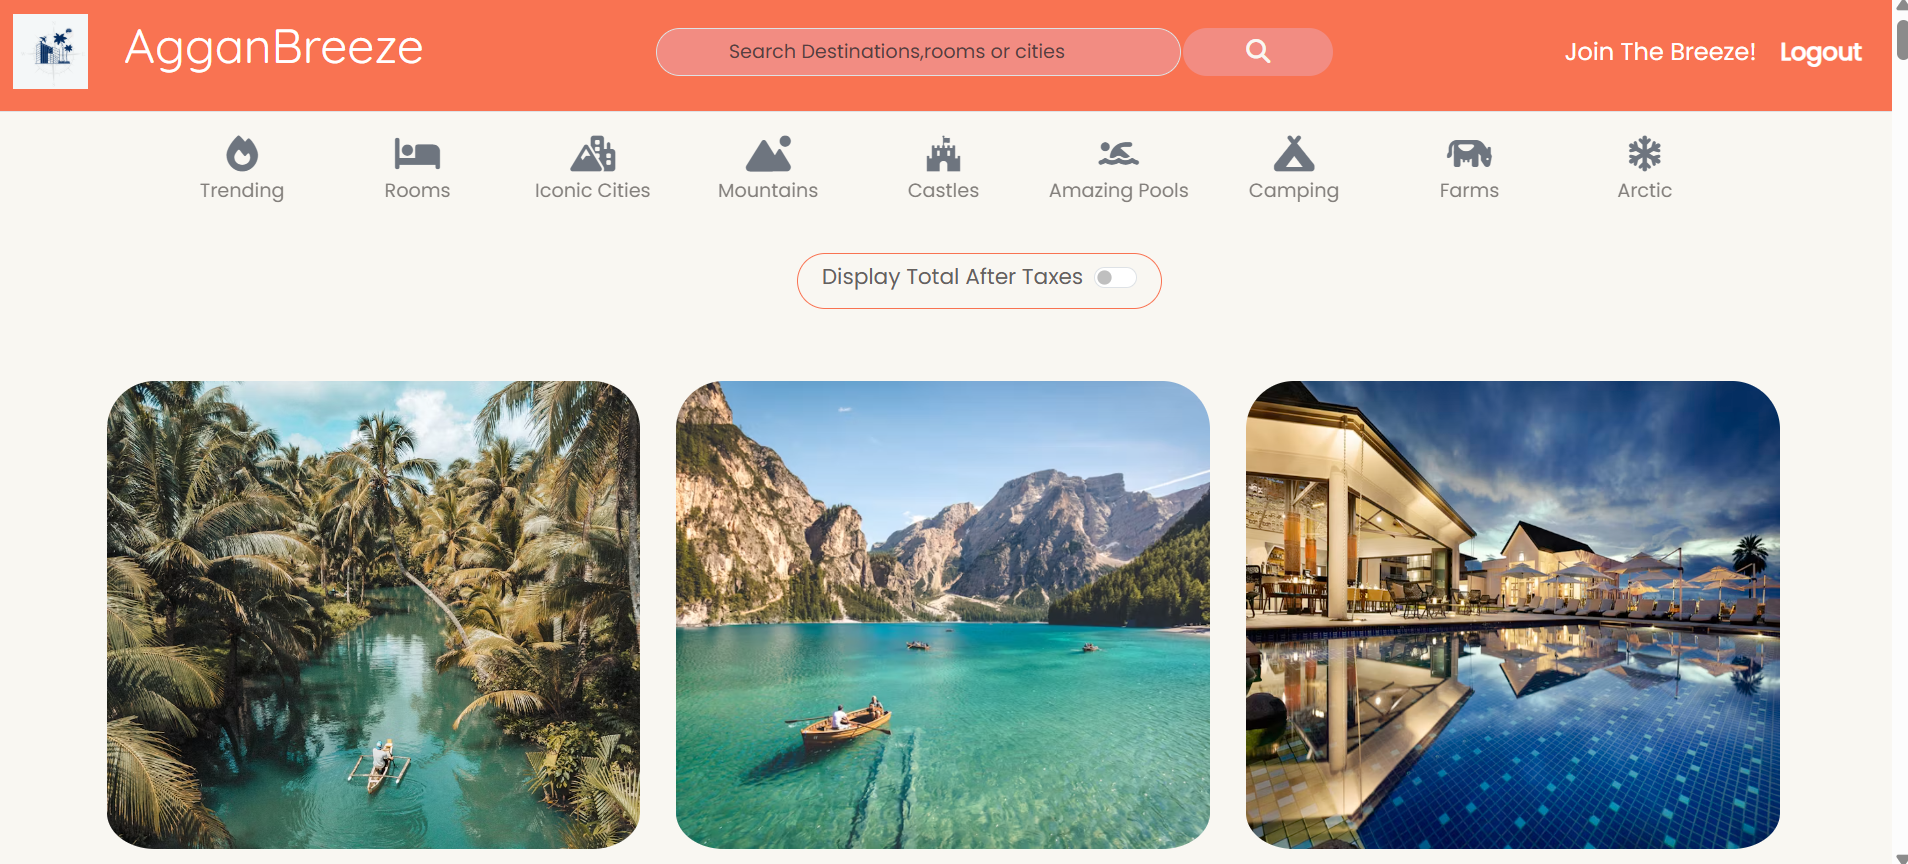 AgganBreeze
Search Destinations,rooms or cities
Join The Breeze!
Logout
Trending
Rooms
Iconic Cities
Mountains
Castles
Amazing Pools
Camping
Farms
Arctic
Display Total After Taxes